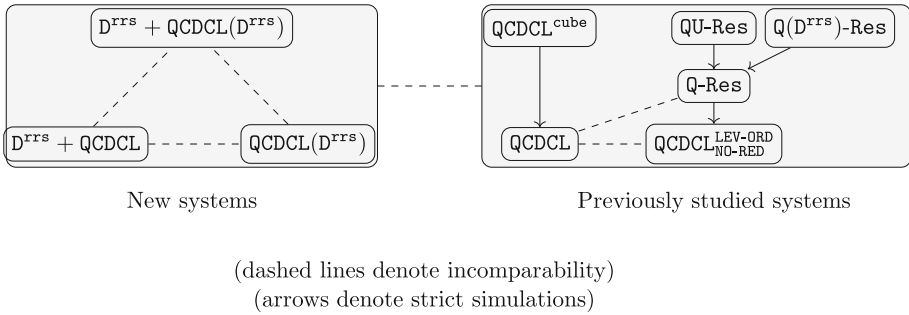 D^rrs + QCDCL(D^rrs)
D^rrs + QCDCL
QCDCL(D^rrs)
New systems
QCDCL^cube
QU-Res
Q(D^rrs)-Res
Q-Res
QCDCL
QCDCL^LEV-ORD_NO-RED
Previously studied systems
(dashed lines denote incomparability)
(arrows denote strict simulations)